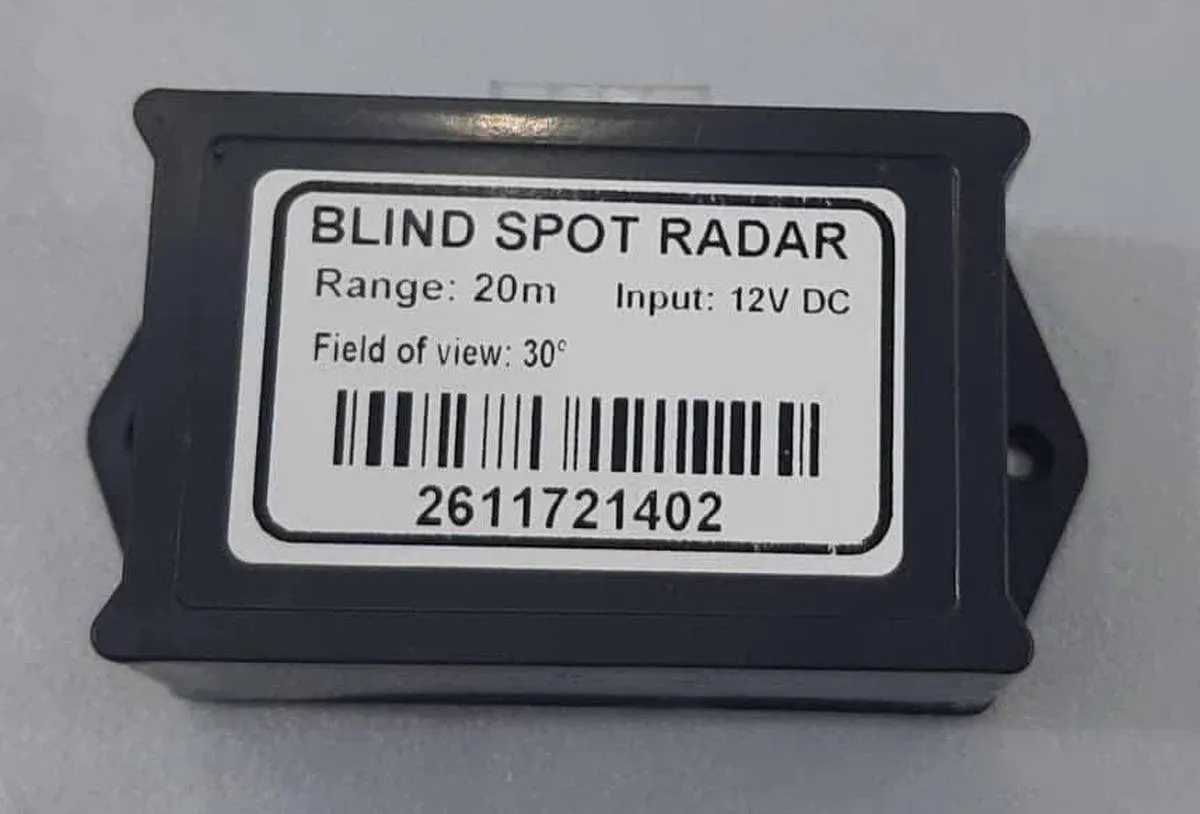 BLIND SPOT RADAR
Range: 20m Input: 12V DC
Field of view: 30°
2611721402